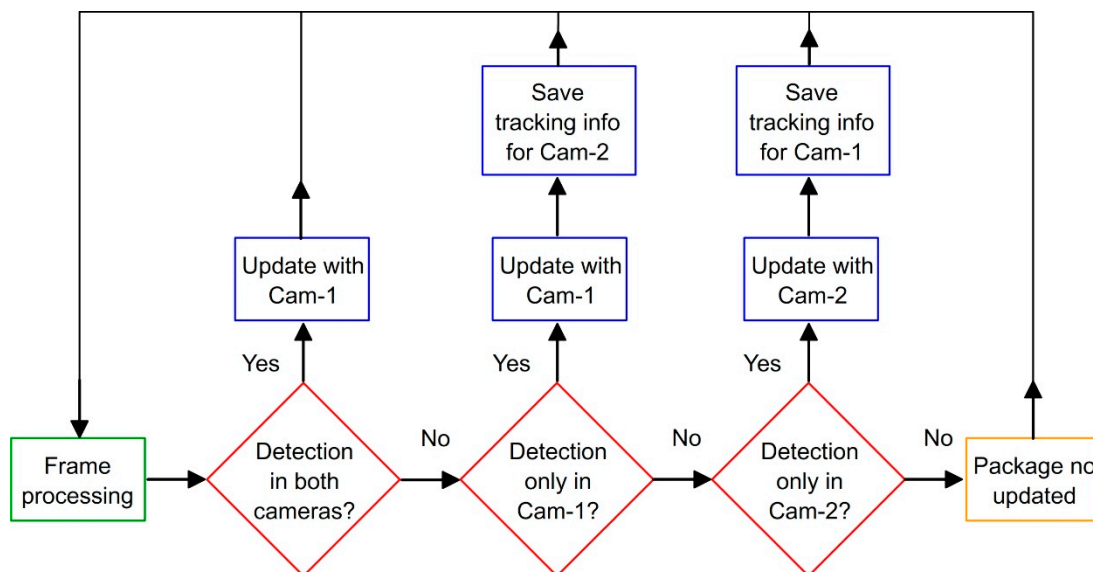 Save
tracking info
for Cam-2
Save
tracking info
for Cam-1
Update with
Cam-1
Update with
Cam-1
Update with
Cam-2
Yes
Yes
Yes
Frame
processing
Detection
in both
cameras?
No
Detection
only in
Cam-1?
No
Detection
only in
Cam-2?
No
Package no
updated